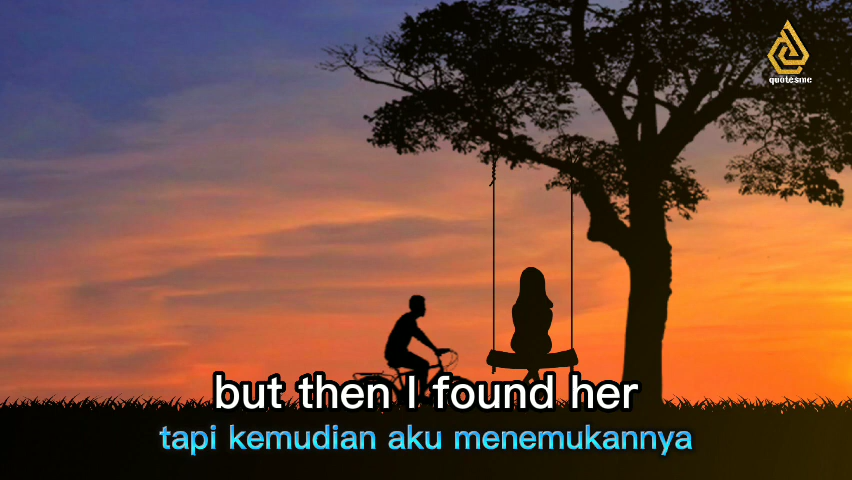 quotesme
but then I found her
tapi kemudian aku menemukannya